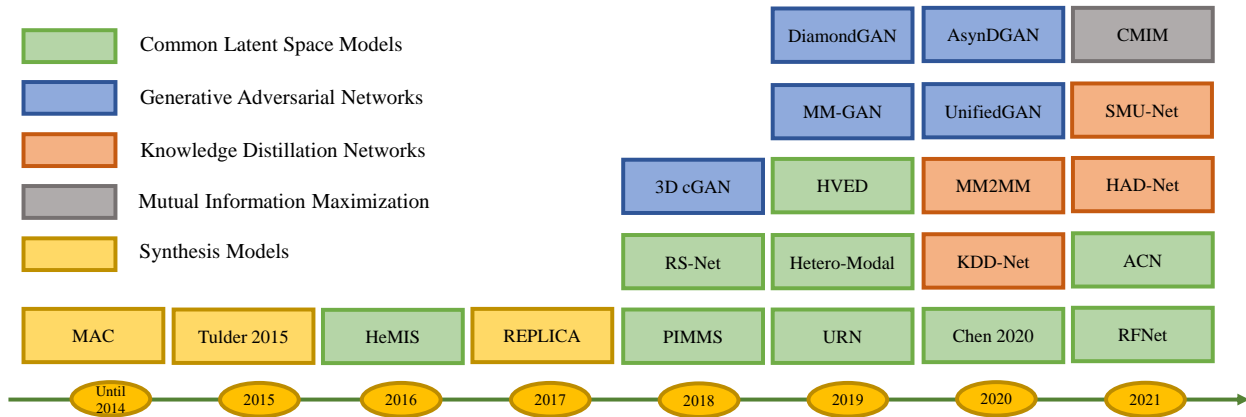 Common Latent Space Models
Generative Adversarial Networks
Knowledge Distillation Networks
Mutual Information Maximization
Synthesis Models
DiamondGAN AsynDGAN CMIM
MM-GAN UnifiedGAN SMU-Net
3D cGAN HVED MM2MM HAD-Net
RS-Net Hetero-Modal KDD-Net ACN
MAC Tulder 2015 HeMIS REPLICA PIMMS URN Chen 2020 RFNet
Until
2014 2015 2016 2017 2018 2019 2020 2021